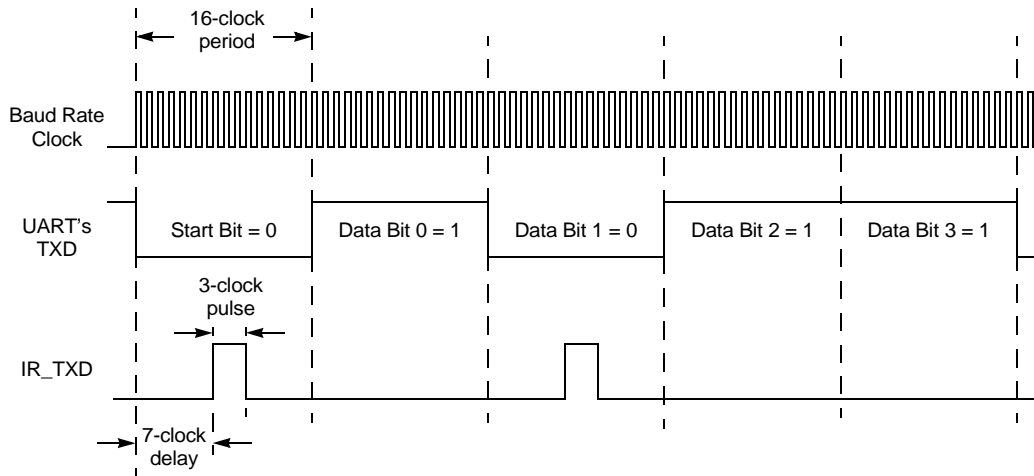 16-clock
period
Baud Rate
Clock
UART's
TXD
Start Bit = 0
Data Bit 0 = 1
Data Bit 1 = 0
Data Bit 2 = 1
Data Bit 3 = 1
3-clock
pulse
IR_TXD
7-clock
delay